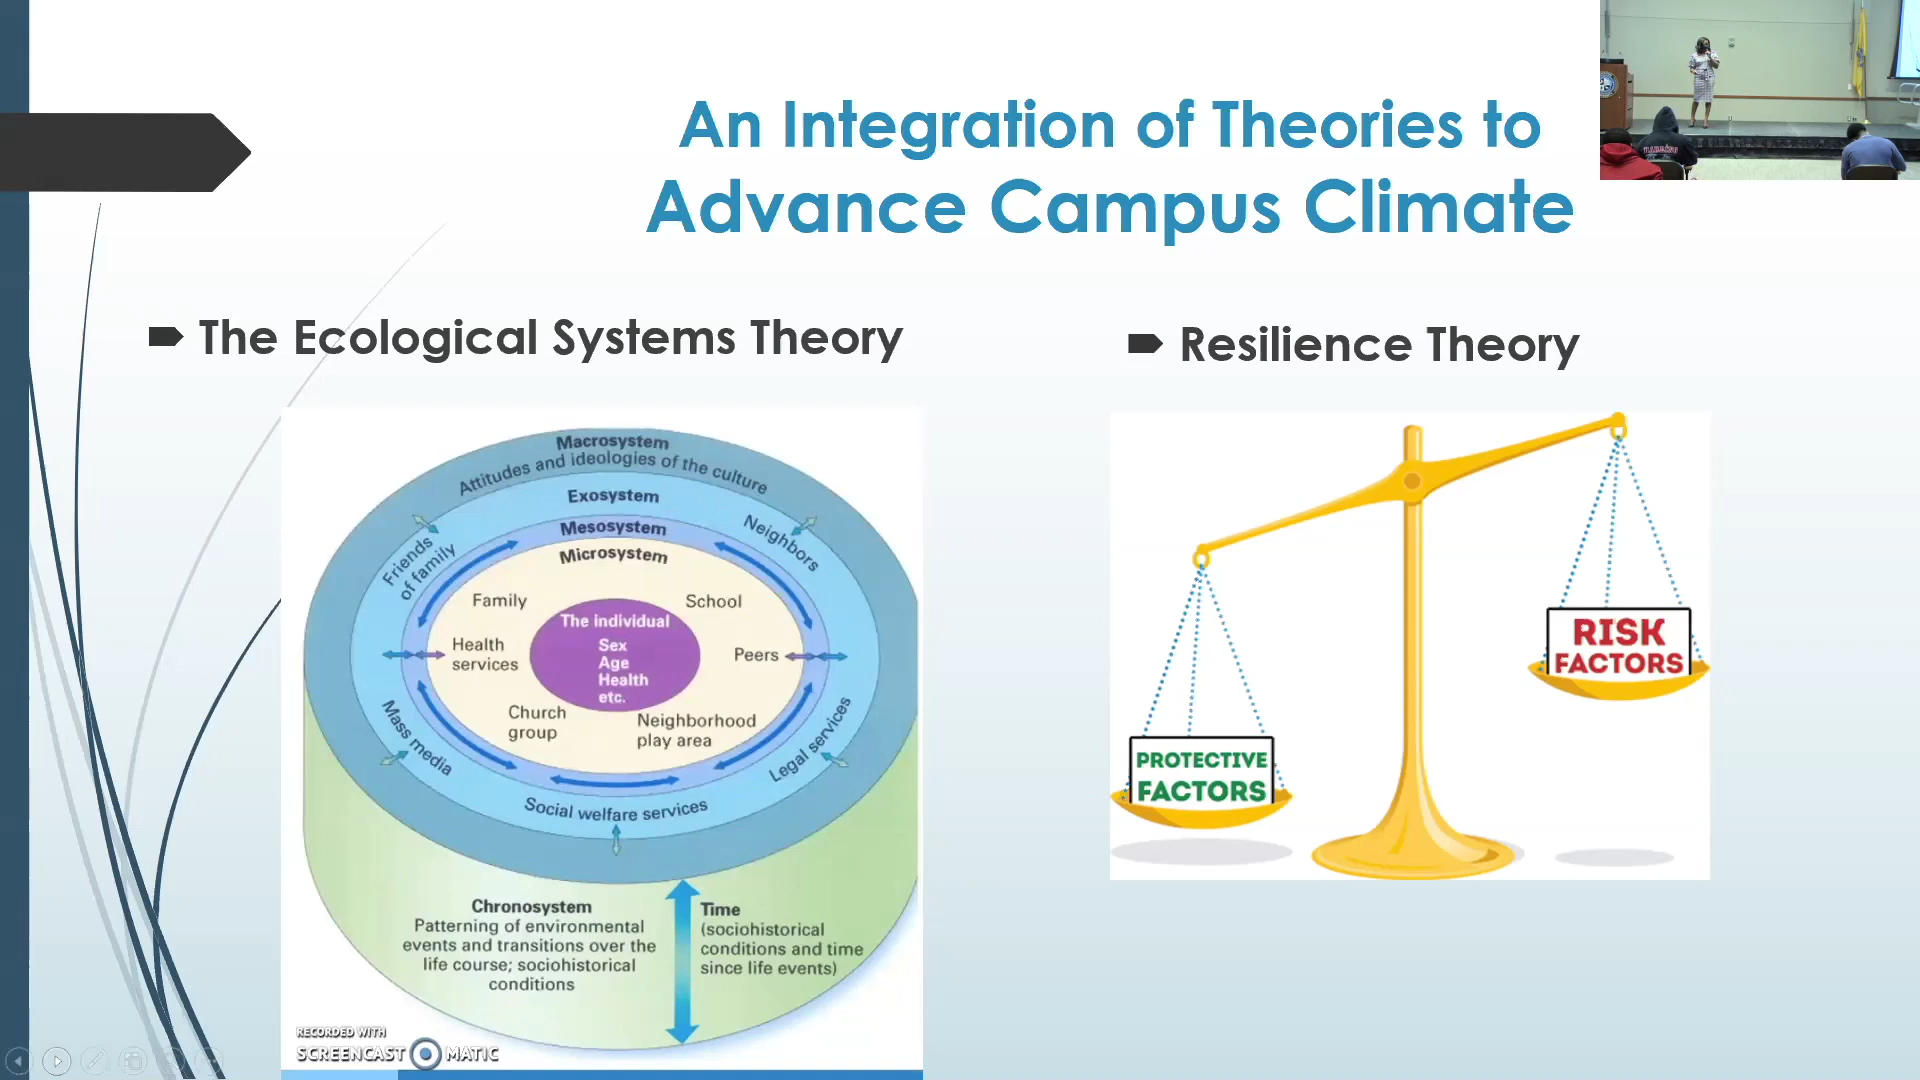 An Integration of Theories to
Advance Campus Climate
The Ecological Systems Theory
Macrosystem
Attitudes and ideologies of the culture
Exosystem
Mesosystem
Microsystem
Friends
of family
Neighbors
Family
School
The individual
Sex
Age
Health
etc.
Health
services
Peers
Church
group
Neighborhood
play area
Mass media
Legal services
Social welfare services
Chronosystem
Patterning of environmental
events and transitions over the
life course; sociohistorical
conditions
Time
(sociohistorical
conditions and time
since life events)
RECORDED WITH
SCREENCAST MATIC
Resilience Theory
RISK
FACTORS
PROTECTIVE
FACTORS